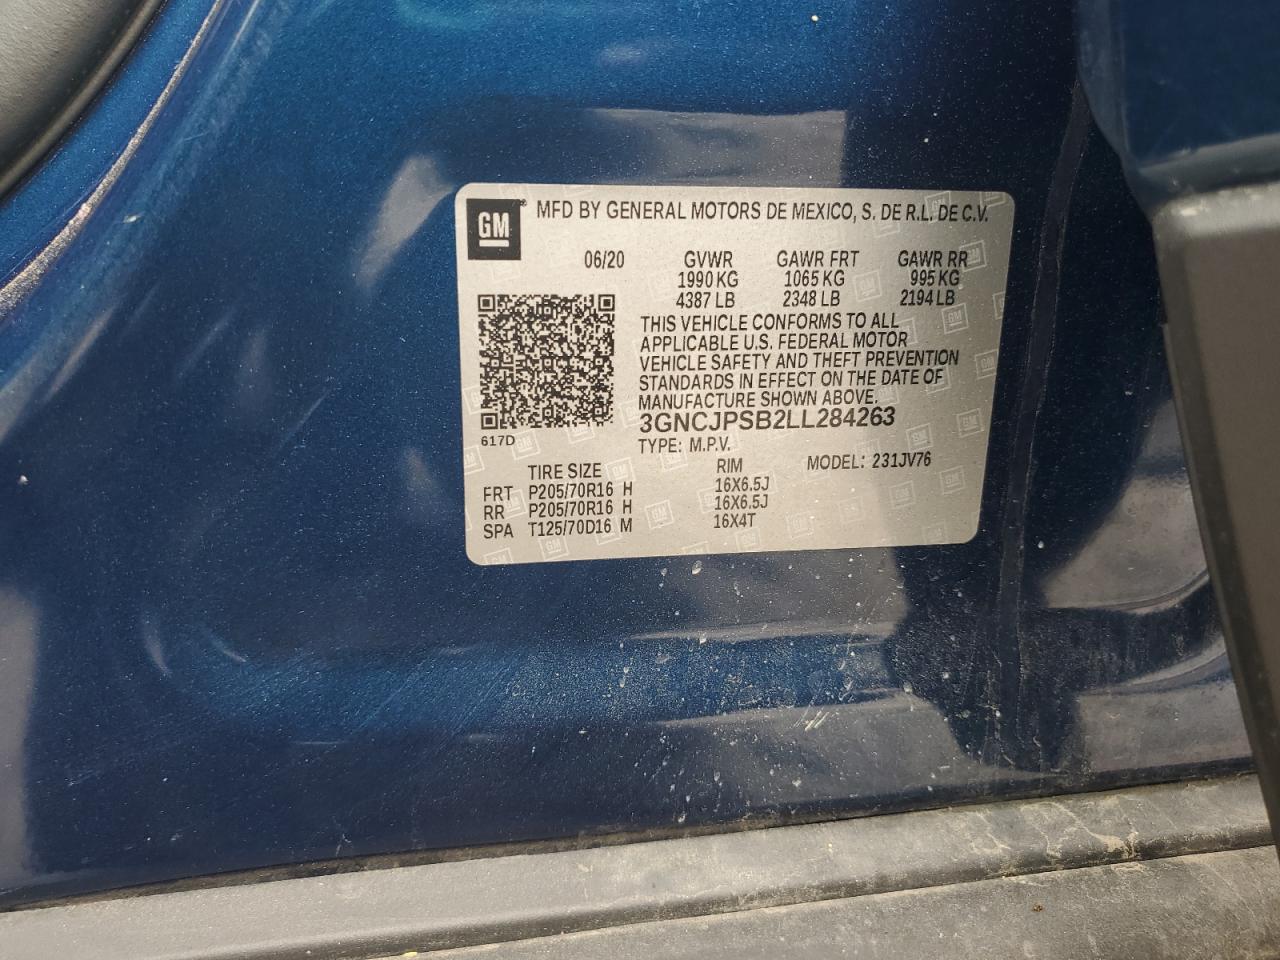 GM® MFD BY GENERAL MOTORS DE MEXICO, S. DE R.L. DE C.V.
06/20 GVWR GAWR FRT GAWR RR
1990 KG 1065 KG 995 KG
4387 LB 2348 LB 2194 LB
THIS VEHICLE CONFORMS TO ALL
APPLICABLE U.S. FEDERAL MOTOR
VEHICLE SAFETY AND THEFT PREVENTION
STANDARDS IN EFFECT ON THE DATE OF
MANUFACTURE SHOWN ABOVE.
3GNCJPSB2LL284263
617D
TYPE: M.P.V.
TIRE SIZE RIM MODEL: 231JV76
FRT P205/70R16 H 16X6.5J
RR P205/70R16 H 16X6.5J
SPA T125/70D16 M 16X4T